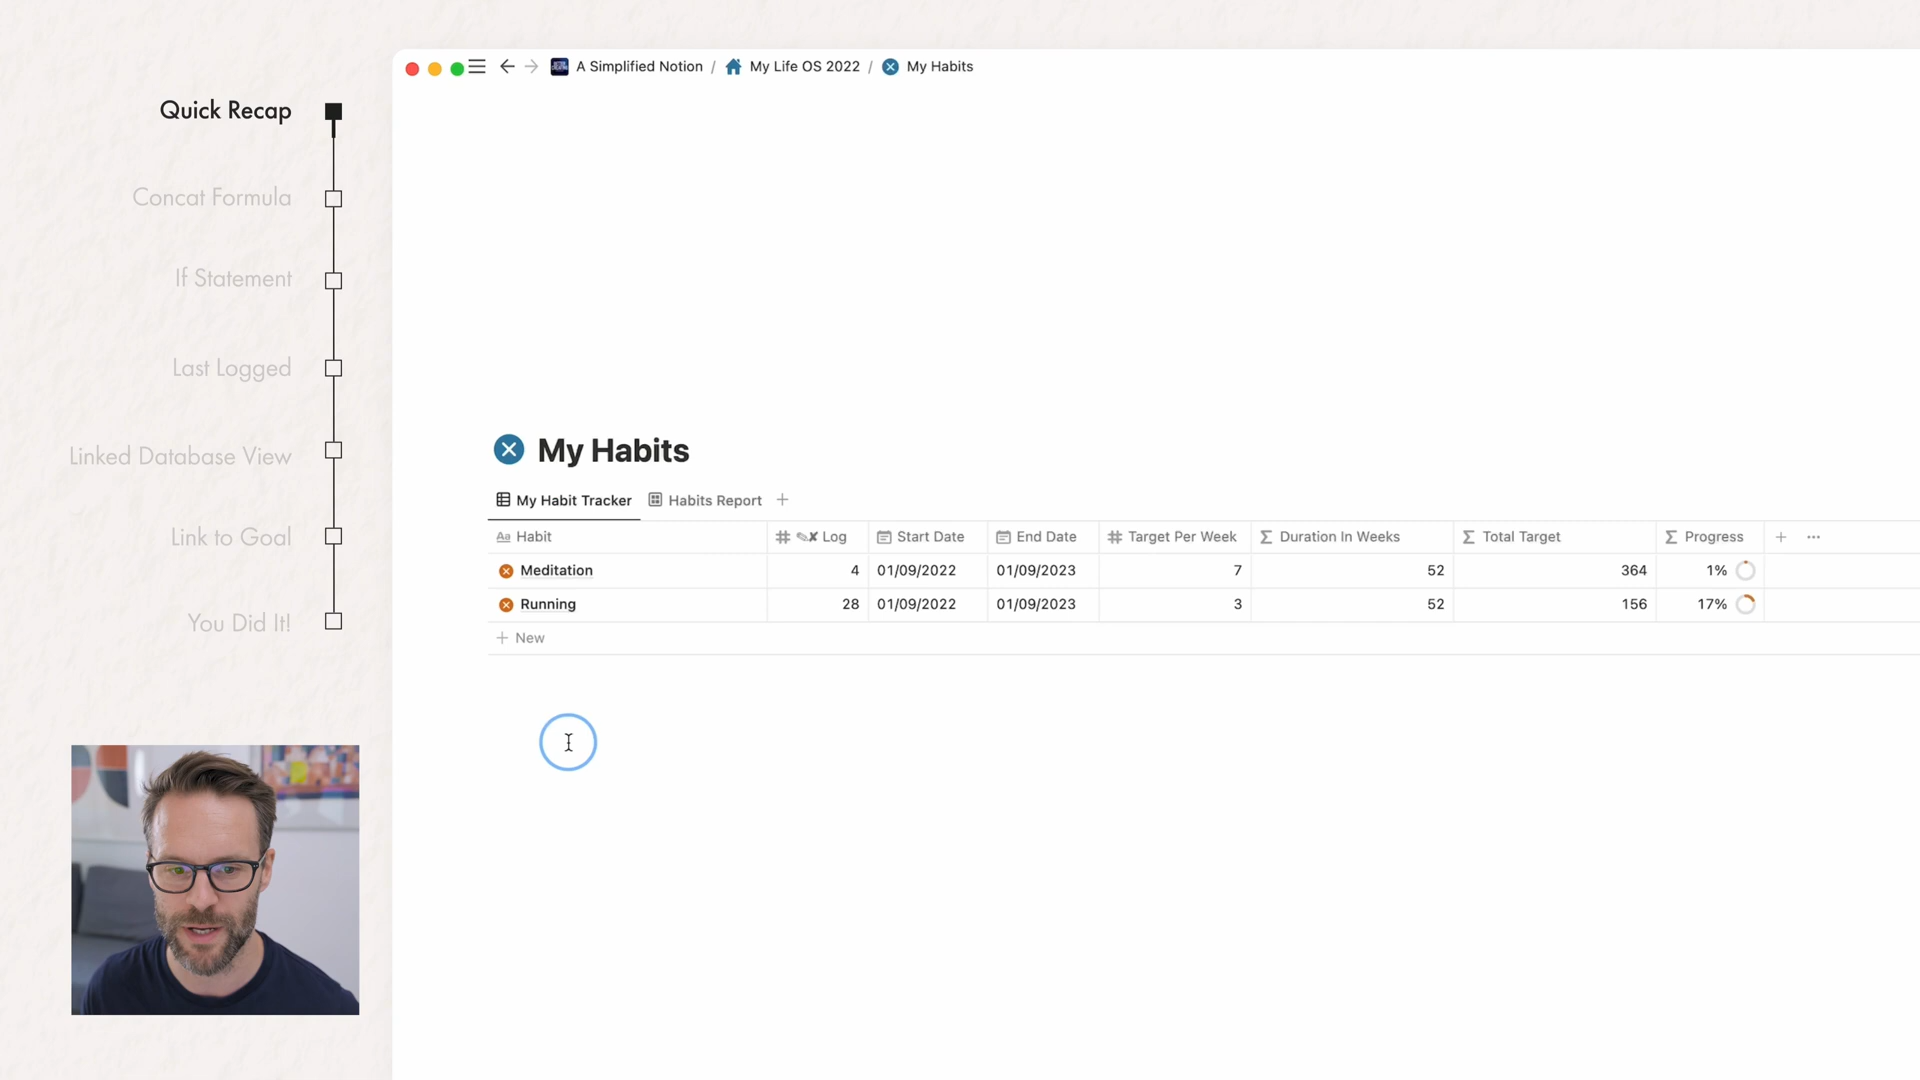 Quick Recap
Concat Formula
If Statement
Last Logged
Linked Database View
Link to Goal
You Did It!
A Simplified Notion / My Life OS 2022 / My Habits
My Habits
My Habit Tracker Habits Report +
Aa Habit # ✎✘ Log Start Date End Date # Target Per Week Σ Duration In Weeks Σ Total Target Σ Progress + ...
Meditation 4 01/09/2022 01/09/2023 7 52 364 1%
Running 28 01/09/2022 01/09/2023 3 52 156 17%
+ New